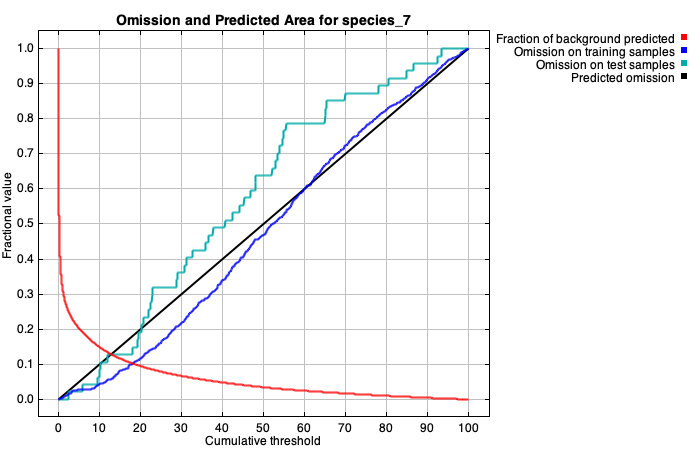 Omission and Predicted Area for species_7
Fraction of background predicted
Omission on training samples
Omission on test samples
Predicted omission
Fractional value
1.0
0.9
0.8
0.7
0.6
0.5
0.4
0.3
0.2
0.1
0.0
0 10 20 30 40 50 60 70 80 90 100
Cumulative threshold